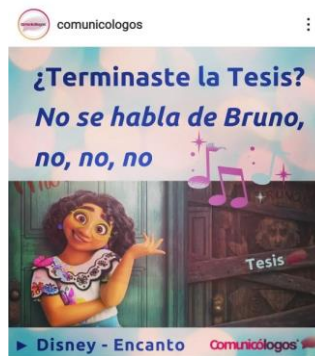 comunicologos
¿Terminaste la Tesis?
No se habla de Bruno,
no, no, no
Tesis
► Disney - Encanto
Comunicólogos